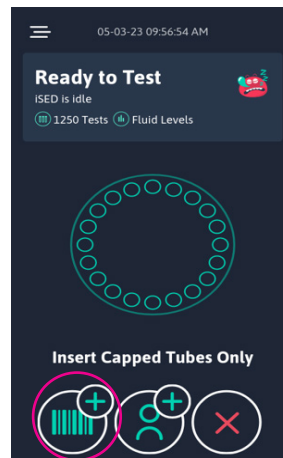 05-03-23 09:56:54 AM
Ready to Test
iSED is idle
1250 Tests Fluid Levels
Insert Capped Tubes Only